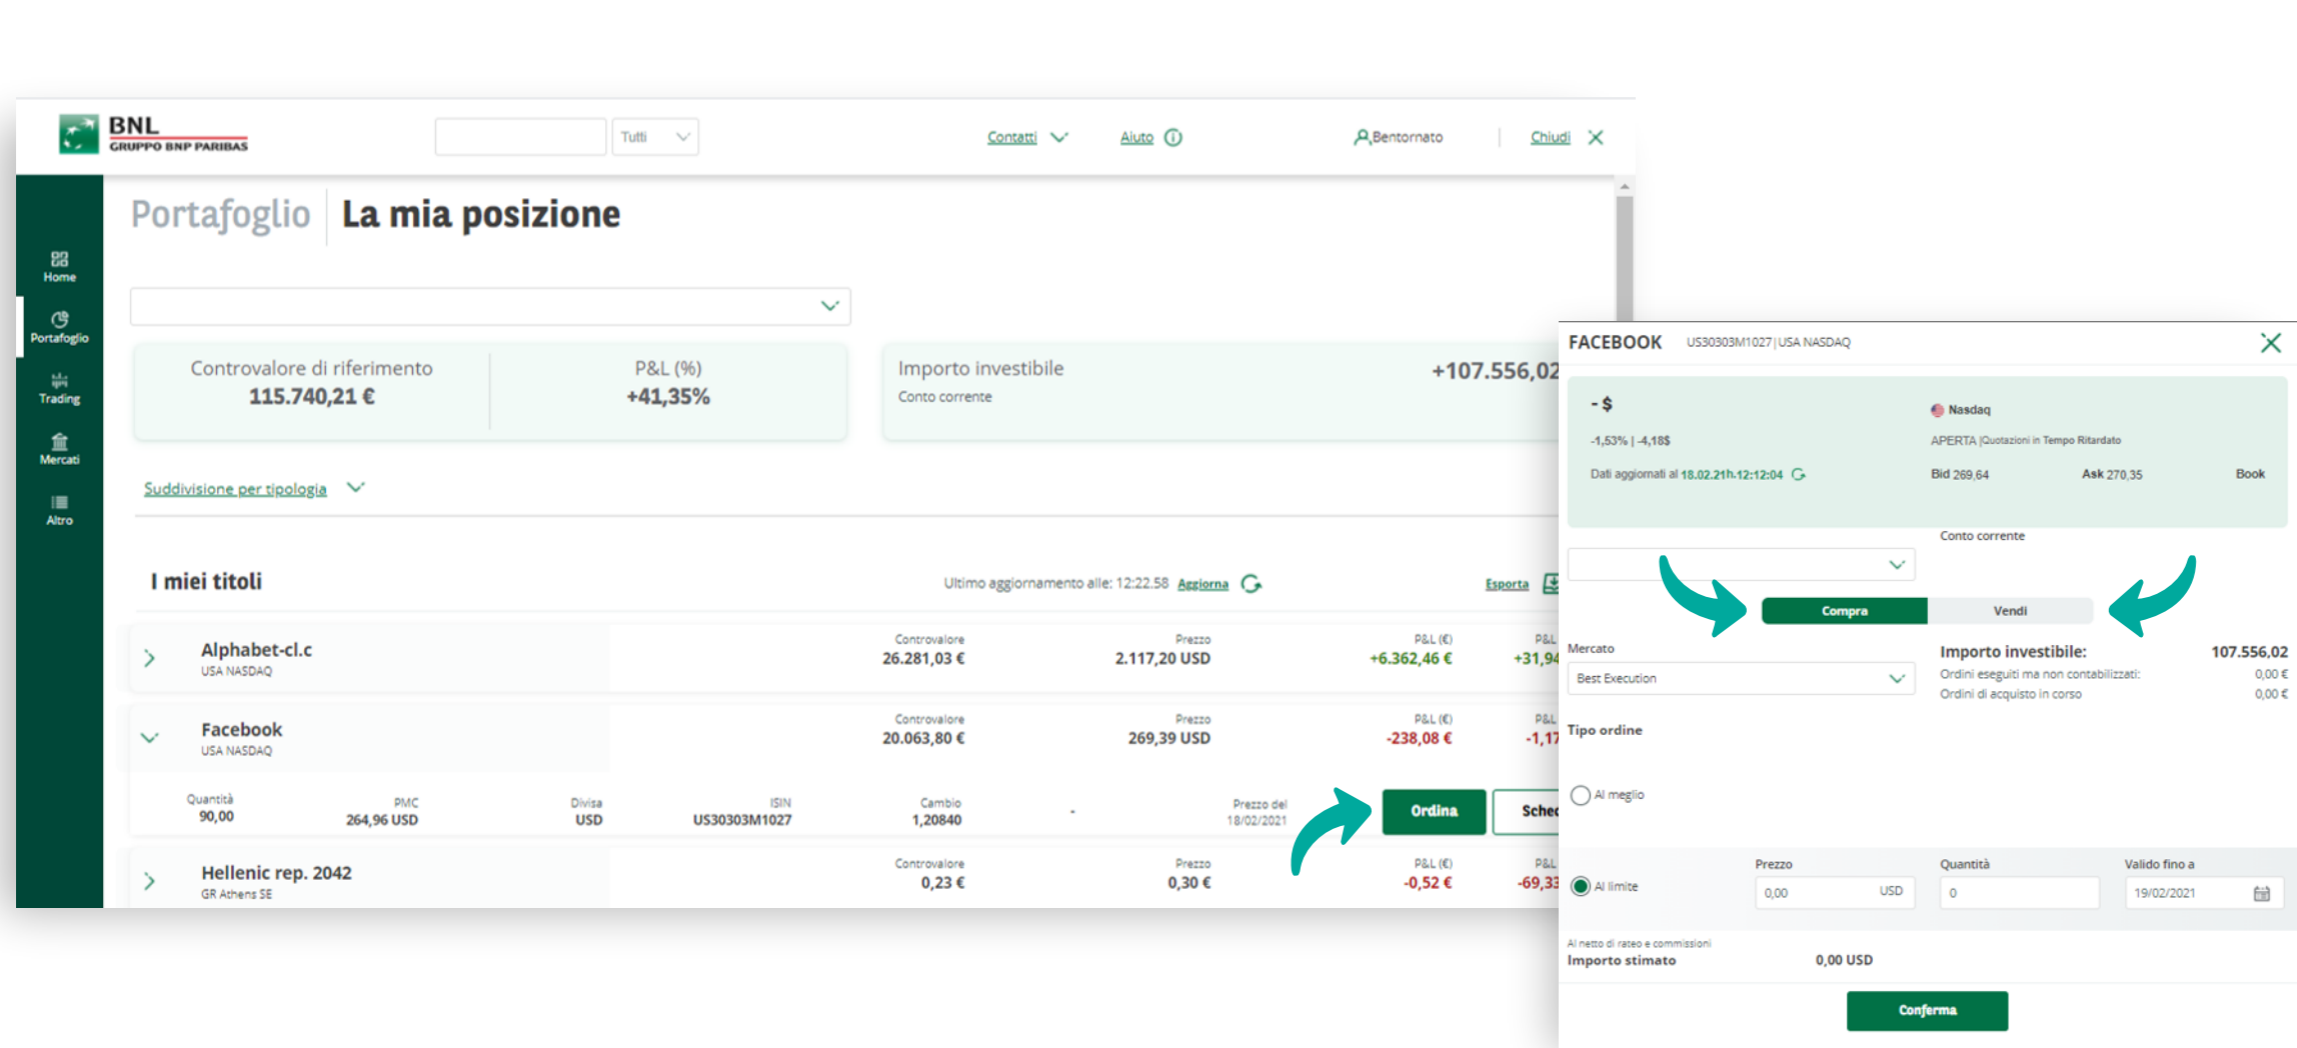 BNL
GRUPPO BNP PARIBAS
Tutti
Contatti
Aiuto
Bentornato
Chiudi
Portafoglio
La mia posizione
Home
Portafoglio
Trading
Mercati
Altro
Controvalore di riferimento
115.740,21 €
P&L (%)
+41,35%
Importo investibile
+107.556,02
Conto corrente
Suddivisione per tipologia
I miei titoli
Ultimo aggiornamento alle: 12:22.58 Aggiorna
Esporta
Alphabet-cl.c
USA NASDAQ
Controvalore
26.281,03 €
Prezzo
2.117,20 USD
P&L (€)
+6.362,46 €
P&L
+31,94
Facebook
USA NASDAQ
Controvalore
20.063,80 €
Prezzo
269,39 USD
P&L (€)
-238,08 €
P&L
-1,17
Quantità
90,00
PMC
264,96 USD
Divisa
USD
ISIN
US30303M1027
Cambio
1,20840
-
Prezzo del
18/02/2021
Ordina
Sched
Hellenic rep. 2042
GR Athens SE
Controvalore
0,23 €
Prezzo
0,30 €
P&L (€)
-0,52 €
P&L
-69,33
FACEBOOK US30303M1027|USA NASDAQ
- $
-1,53% | -4,18$
Dati aggiornati al 18.02.21h.12:12:04
Nasdaq
APERTA |Quotazioni in Tempo Ritardato
Bid 269,64
Ask 270,35
Book
Conto corrente
Compra
Vendi
Mercato
Best Execution
Importo investibile: 107.556,02
Ordini eseguiti ma non contabilizzati: 0,00 €
Ordini di acquisto in corso 0,00 €
Tipo ordine
Al meglio
Al limite
Prezzo
0,00 USD
Quantità
0
Valido fino a
19/02/2021
Al netto di rateo e commissioni
Importo stimato 0,00 USD
Conferma